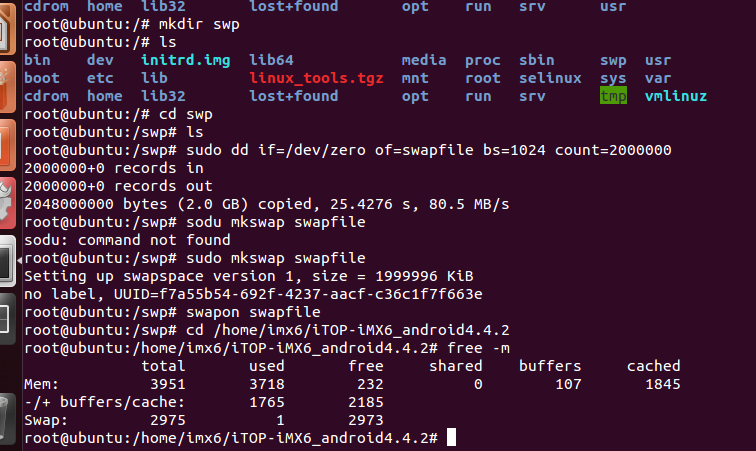 cdrom home lib32 lost+found opt run srv usr
root@ubuntu:/# mkdir swp
root@ubuntu:/# ls
bin dev initrd.img lib64 media proc sbin swp usr
boot etc lib linux_tools.tgz mnt root selinux sys var
cdrom home lib32 lost+found opt run srv tmp vmlinuz
root@ubuntu:/# cd swp
root@ubuntu:/swp# ls
root@ubuntu:/swp# sudo dd if=/dev/zero of=swapfile bs=1024 count=2000000
2000000+0 records in
2000000+0 records out
2048000000 bytes (2.0 GB) copied, 25.4276 s, 80.5 MB/s
root@ubuntu:/swp# sodu mkswap swapfile
sodu: command not found
root@ubuntu:/swp# sudo mkswap swapfile
Setting up swapspace version 1, size = 1999996 KiB
no label, UUID=f7a55b54-692f-4237-aacf-c36c1f7f663e
root@ubuntu:/swp# swapon swapfile
root@ubuntu:/swp# cd /home/imx6/iTOP-iMX6_android4.4.2
root@ubuntu:/home/imx6/iTOP-iMX6_android4.4.2# free -m
total used free shared buffers cached
Mem: 3951 3718 232 0 107 1845
-/+ buffers/cache: 1765 2185
Swap: 2975 1 2973
root@ubuntu:/home/imx6/iTOP-iMX6_android4.4.2#